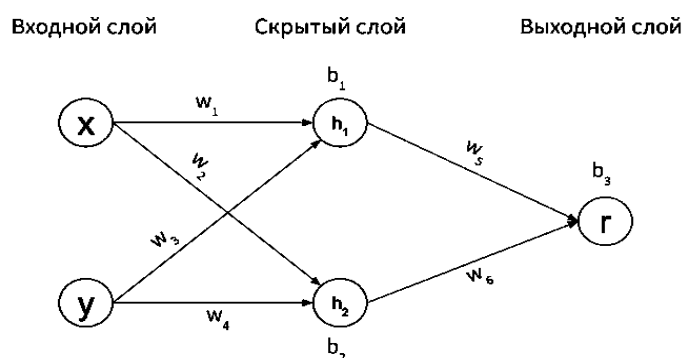 Входной слой
Скрытый слой
Выходной слой
b₁
x
w₁
h₁
w₂
w₅
b₃
r
w₃
y
w₄
h₂
w₆
b₂